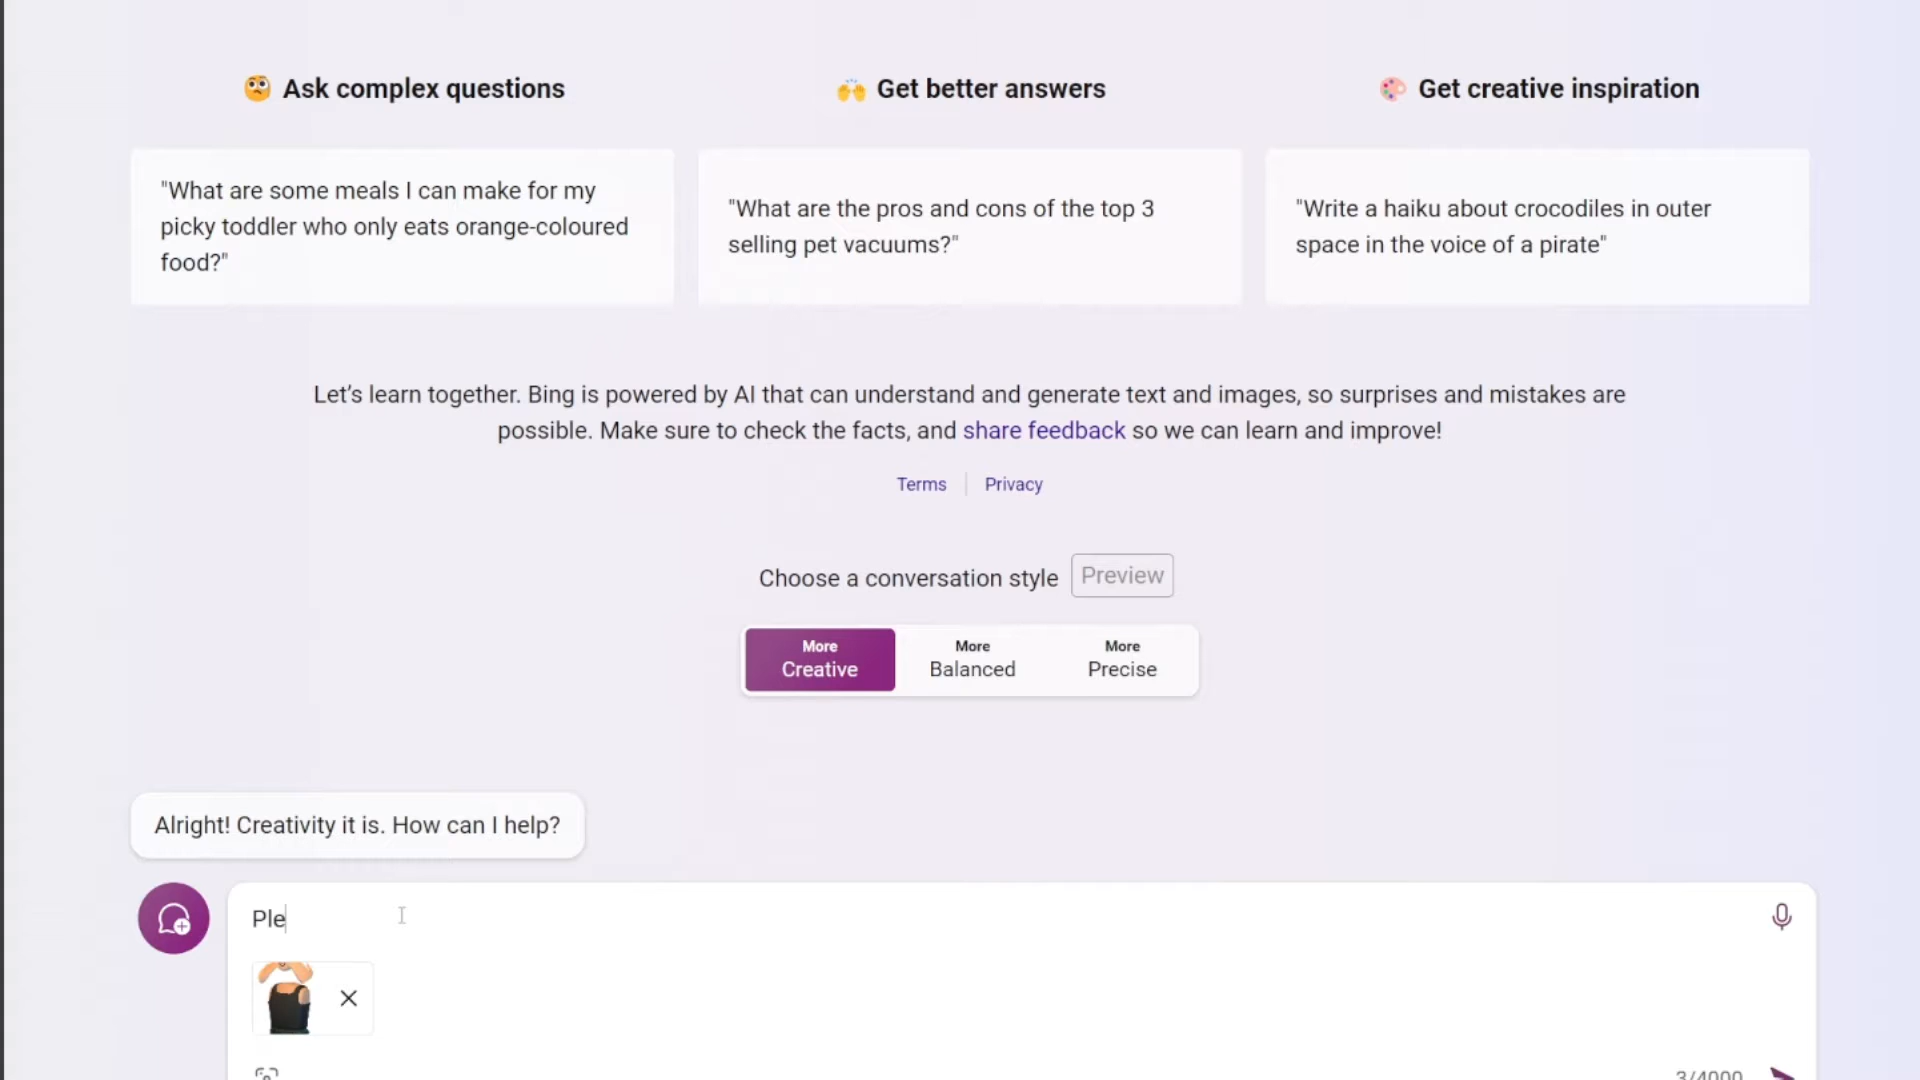 Ask complex questions
Get better answers
Get creative inspiration
"What are some meals I can make for my
picky toddler who only eats orange-coloured
food?"
"What are the pros and cons of the top 3
selling pet vacuums?"
"Write a haiku about crocodiles in outer
space in the voice of a pirate"
Let’s learn together. Bing is powered by AI that can understand and generate text and images, so surprises and mistakes are
possible. Make sure to check the facts, and share feedback so we can learn and improve!
Terms
Privacy
Choose a conversation style
Preview
More
Creative
More
Balanced
More
Precise
Alright! Creativity it is. How can I help?
Ple
3/4000